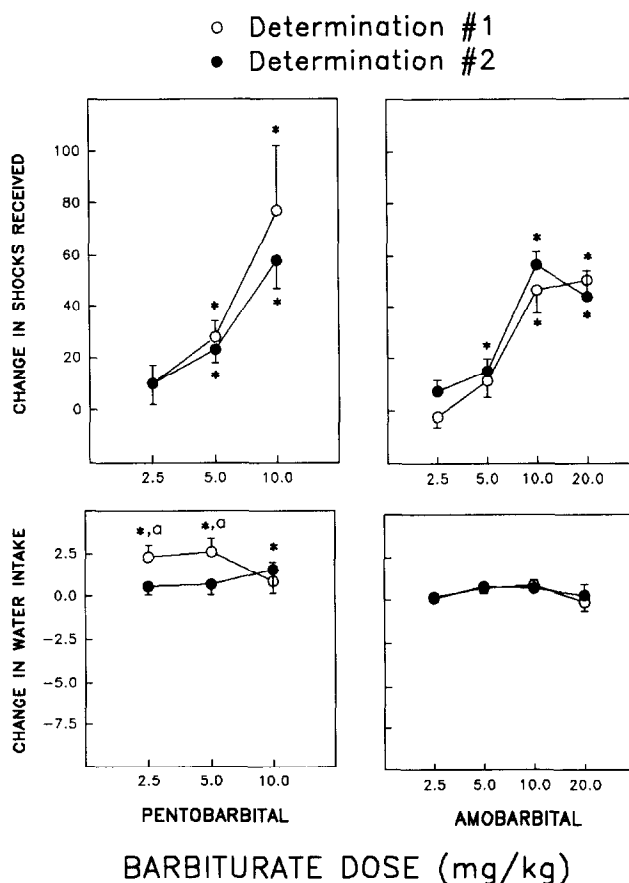 ○ Determination #1
● Determination #2
CHANGE IN SHOCKS RECEIVED
100
80
60
40
20
0
* * * *
* * * * *
2.5 5.0 10.0
2.5 5.0 10.0 20.0
CHANGE IN WATER INTAKE
2.5
0.0
-2.5
-5.0
-7.5
*,a *,a *
2.5 5.0 10.0
2.5 5.0 10.0 20.0
PENTOBARBITAL
AMOBARBITAL
BARBITURATE DOSE (mg/kg)